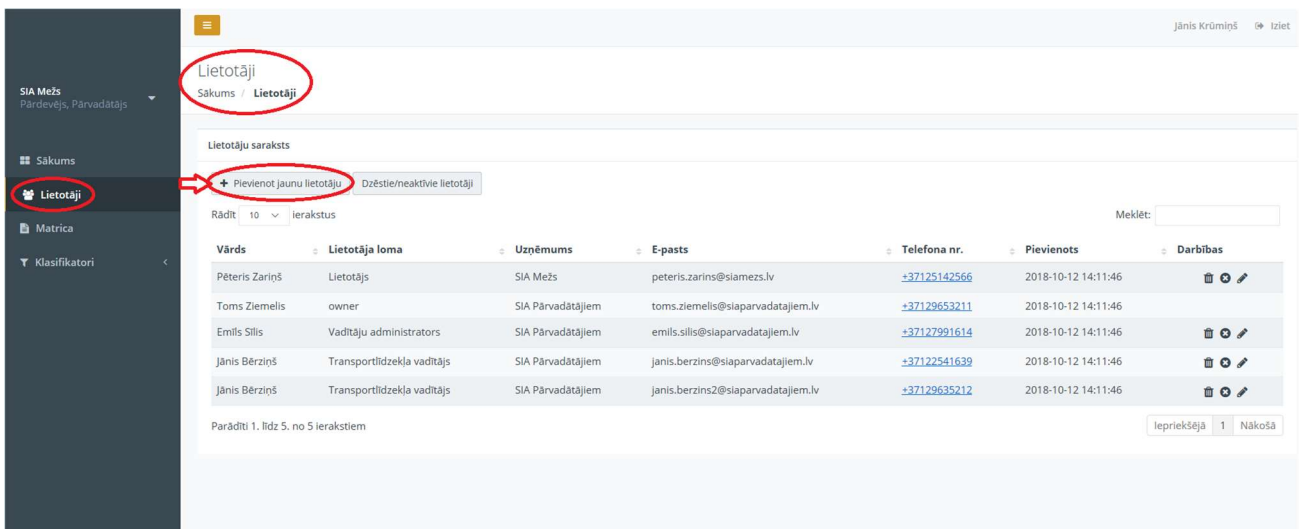 Jānis Krūmiņš Iziet
SIA Mežs
Pārdevējs, Pārvadātājs
Sākums
Lietotāji
Matrica
Klasifikatori
Lietotāji
Sākums / Lietotāji
Lietotāju saraksts
+ Pievienot jaunu lietotāju Dzēstie/neaktīvie lietotāji
Rādīt 10 ierakstus Meklēt:
Vārds Lietotāja loma Uzņēmums E-pasts Telefona nr. Pievienots Darbības
Pēteris Zariņš Lietotājs SIA Mežs peteris.zarins@siamezs.lv +37125142566 2018-10-12 14:11:46
Toms Ziemelis owner SIA Pārvadātājiem toms.ziemelis@siaparvadatajiem.lv +37129653211 2018-10-12 14:11:46
Emīls Sīlis Vadītāju administrators SIA Pārvadātājiem emils.silis@siaparvadatajiem.lv +37127991614 2018-10-12 14:11:46
Jānis Bērziņš Transportlīdzekļa vadītājs SIA Pārvadātājiem janis.berzins@siaparvadatajiem.lv +37122541639 2018-10-12 14:11:46
Jānis Bērziņš Transportlīdzekļa vadītājs SIA Pārvadātājiem janis.berzins2@siaparvadatajiem.lv +37129635212 2018-10-12 14:11:46
Parādīti 1. līdz 5. no 5 ierakstiem Iepriekšējā 1 Nākošā